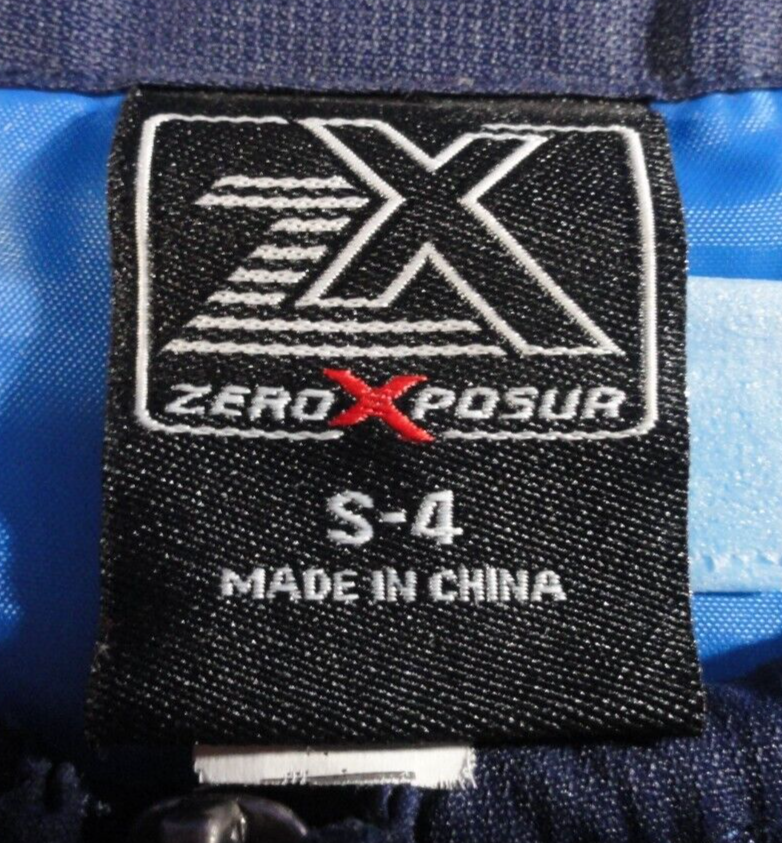 ZX
ZEROXPOSUR
S-4
MADE IN CHINA